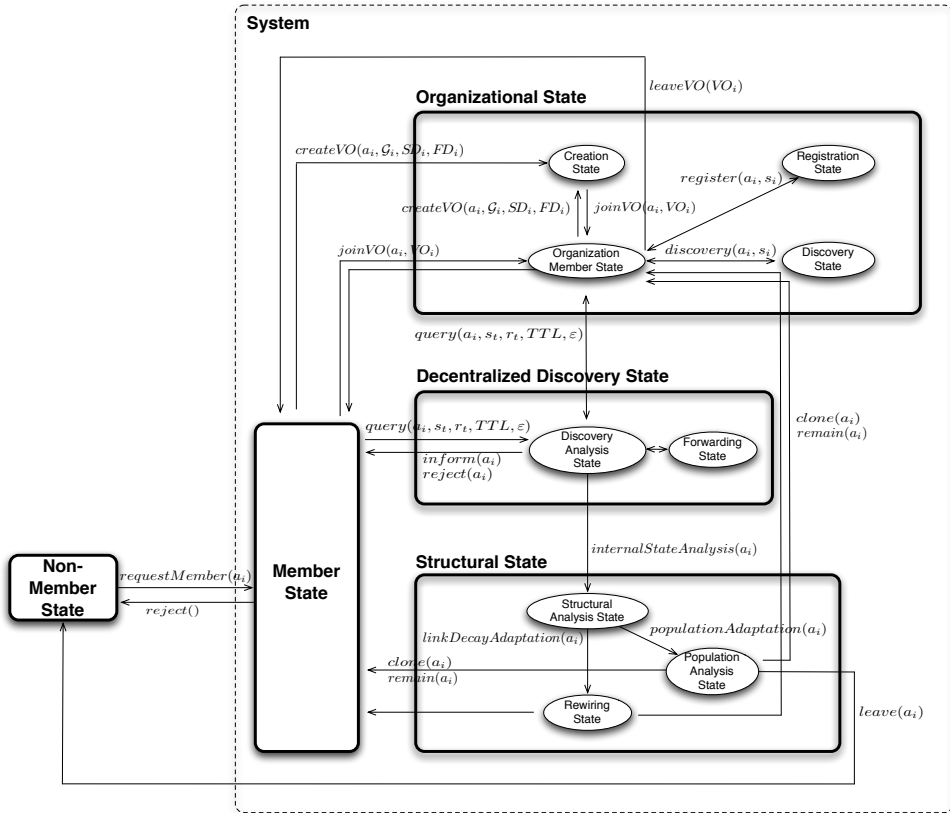 System
leaveVO(VO_i)
Organizational State
createVO(a_i, 𝒢_i, SD_i, FD_i)
Creation
State
Registration
State
register(a_i, s_i)
createVO(a_i, 𝒢_i, SD_i, FD_i)
joinVO(a_i, VO_i)
joinVO(a_i, VO_i)
Organization
Member State
discovery(a_i, s_i)
Discovery
State
query(a_i, s_t, r_t, TTL, ε)
Decentralized Discovery State
clone(a_i)
remain(a_i)
query(a_i, s_t, r_t, TTL, ε)
inform(a_i)
reject(a_i)
Discovery
Analysis
State
Forwarding
State
internalStateAnalysis(a_i)
Structural State
Non-
Member
State
requestMember(a_i)
reject()
Member
State
Structural
Analysis State
linkDecayAdaptation(a_i)
populationAdaptation(a_i)
clone(a_i)
remain(a_i)
Population
Analysis
State
Rewiring
State
leave(a_i)